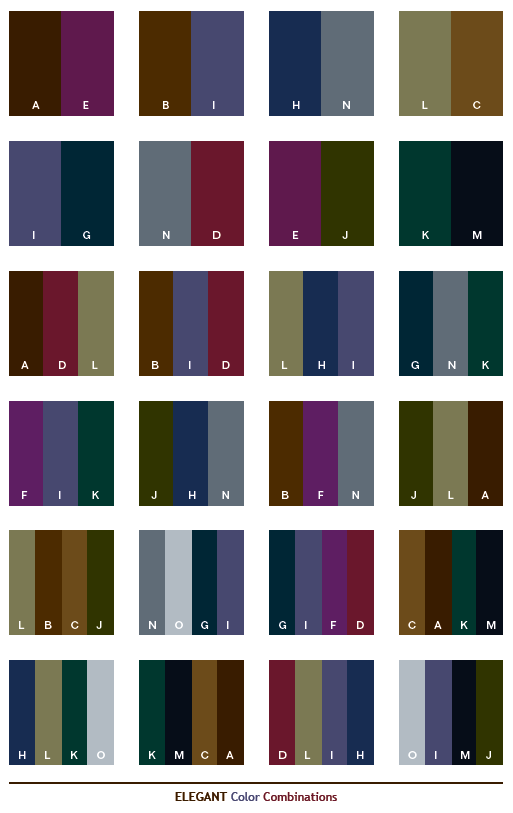 A E B I H N L C
I G N D E J K M
A D L B I D L H I G N K
F I K J H N B F N J L A
L B C J N O G I G I F D C A K M
H L K O K M C A D L I H O I M J
ELEGANT Color Combinations